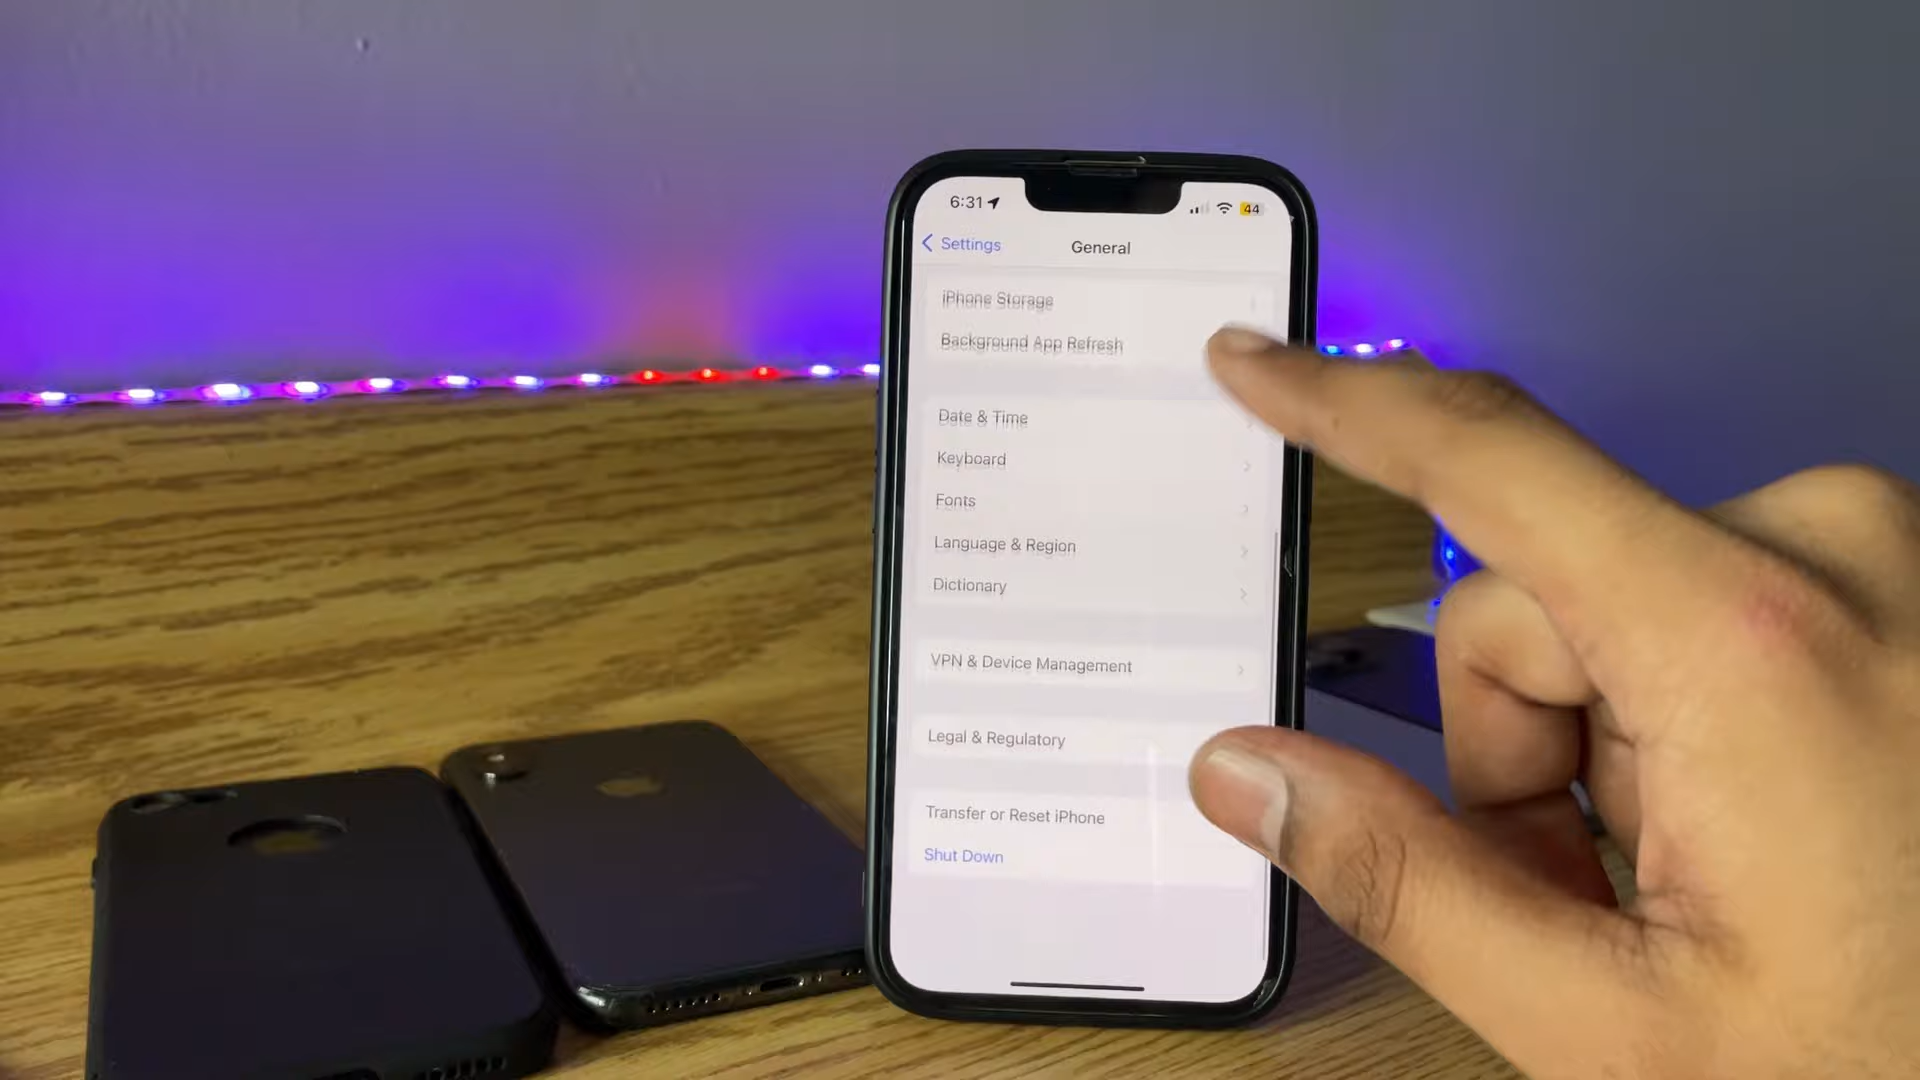 6:31
44
Settings
General
iPhone Storage
Background App Refresh
Date & Time
Keyboard
Fonts
Language & Region
Dictionary
VPN & Device Management
Legal & Regulatory
Transfer or Reset iPhone
Shut Down